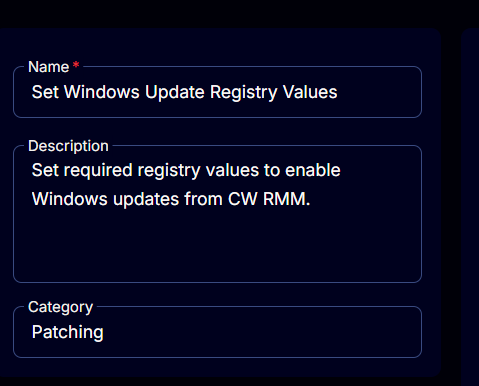 Name *
Set Windows Update Registry Values
Description
Set required registry values to enable
Windows updates from CW RMM.
Category
Patching